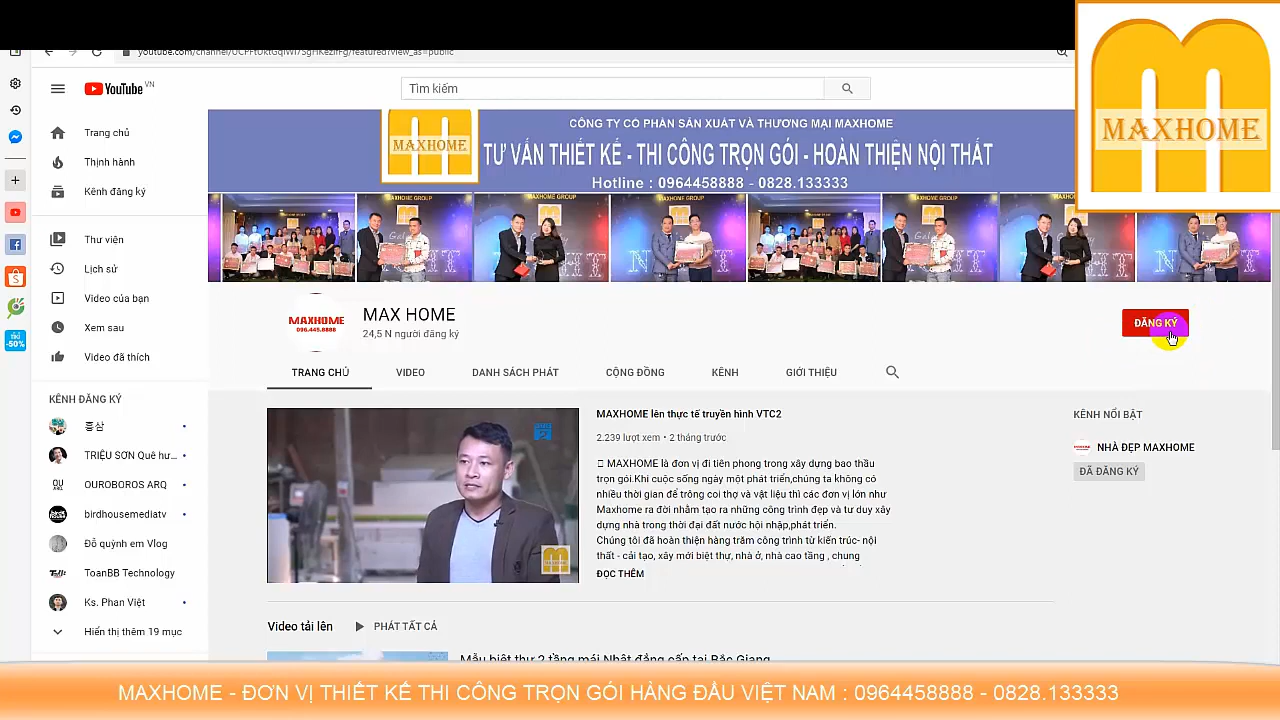 youtube.com/channel/
MAXHOME
YouTube VN
Tìm kiếm
MAXHOME
CÔNG TY CỔ PHẦN SẢN XUẤT VÀ THƯƠNG MẠI MAXHOME
TƯ VẤN THIẾT KẾ - THI CÔNG TRỌN GÓI - HOÀN THIỆN NỘI THẤT
Hotline : 0964458888 - 0828.133333
Trang chủ
Thịnh hành
Kênh đăng ký
Thư viện
Lịch sử
Video của bạn
Xem sau
Video đã thích
KÊNH ĐĂNG KÝ
흥삼
TRIỆU SƠN Quê hư...
OUROBOROS ARQ
birdhousemediatv
Đỗ quỳnh em Vlog
ToanBB Technology
Ks. Phan Việt
Hiển thị thêm 19 mục
-50%
MAXHOME
096.445.8888
MAX HOME
24,5 N người đăng ký
ĐĂNG KÝ
TRANG CHỦ
VIDEO
DANH SÁCH PHÁT
CỘNG ĐỒNG
KÊNH
GIỚI THIỆU
MAXHOME lên thực tế truyền hình VTC2
2.239 lượt xem • 2 tháng trước
MAXHOME là đơn vị đi tiên phong trong xây dựng bao thầu
trọn gói.Khi cuộc sống ngày một phát triển,chúng ta không có
nhiều thời gian để trông coi thợ và vật liệu thì các đơn vị lớn như
Maxhome ra đời nhằm tạo ra những công trình đẹp và tư duy xây
dựng nhà trong thời đại đất nước hội nhập,phát triển.
Chúng tôi đã hoàn thiện hàng trăm công trình từ kiến trúc- nội
thất - cải tạo, xây mới biệt thự, nhà ở, nhà cao tầng , chung
ĐỌC THÊM
KÊNH NỔI BẬT
NHÀ ĐẸP MAXHOME
ĐÃ ĐĂNG KÝ
Video tải lên
PHÁT TẤT CẢ
Mẫu biệt thự 2 tầng mái Nhật đẳng cấp tại Bắc Giang
MAXHOME - ĐƠN VỊ THIẾT KẾ THI CÔNG TRỌN GÓI HÀNG ĐẦU VIỆT NAM : 0964458888 - 0828.133333